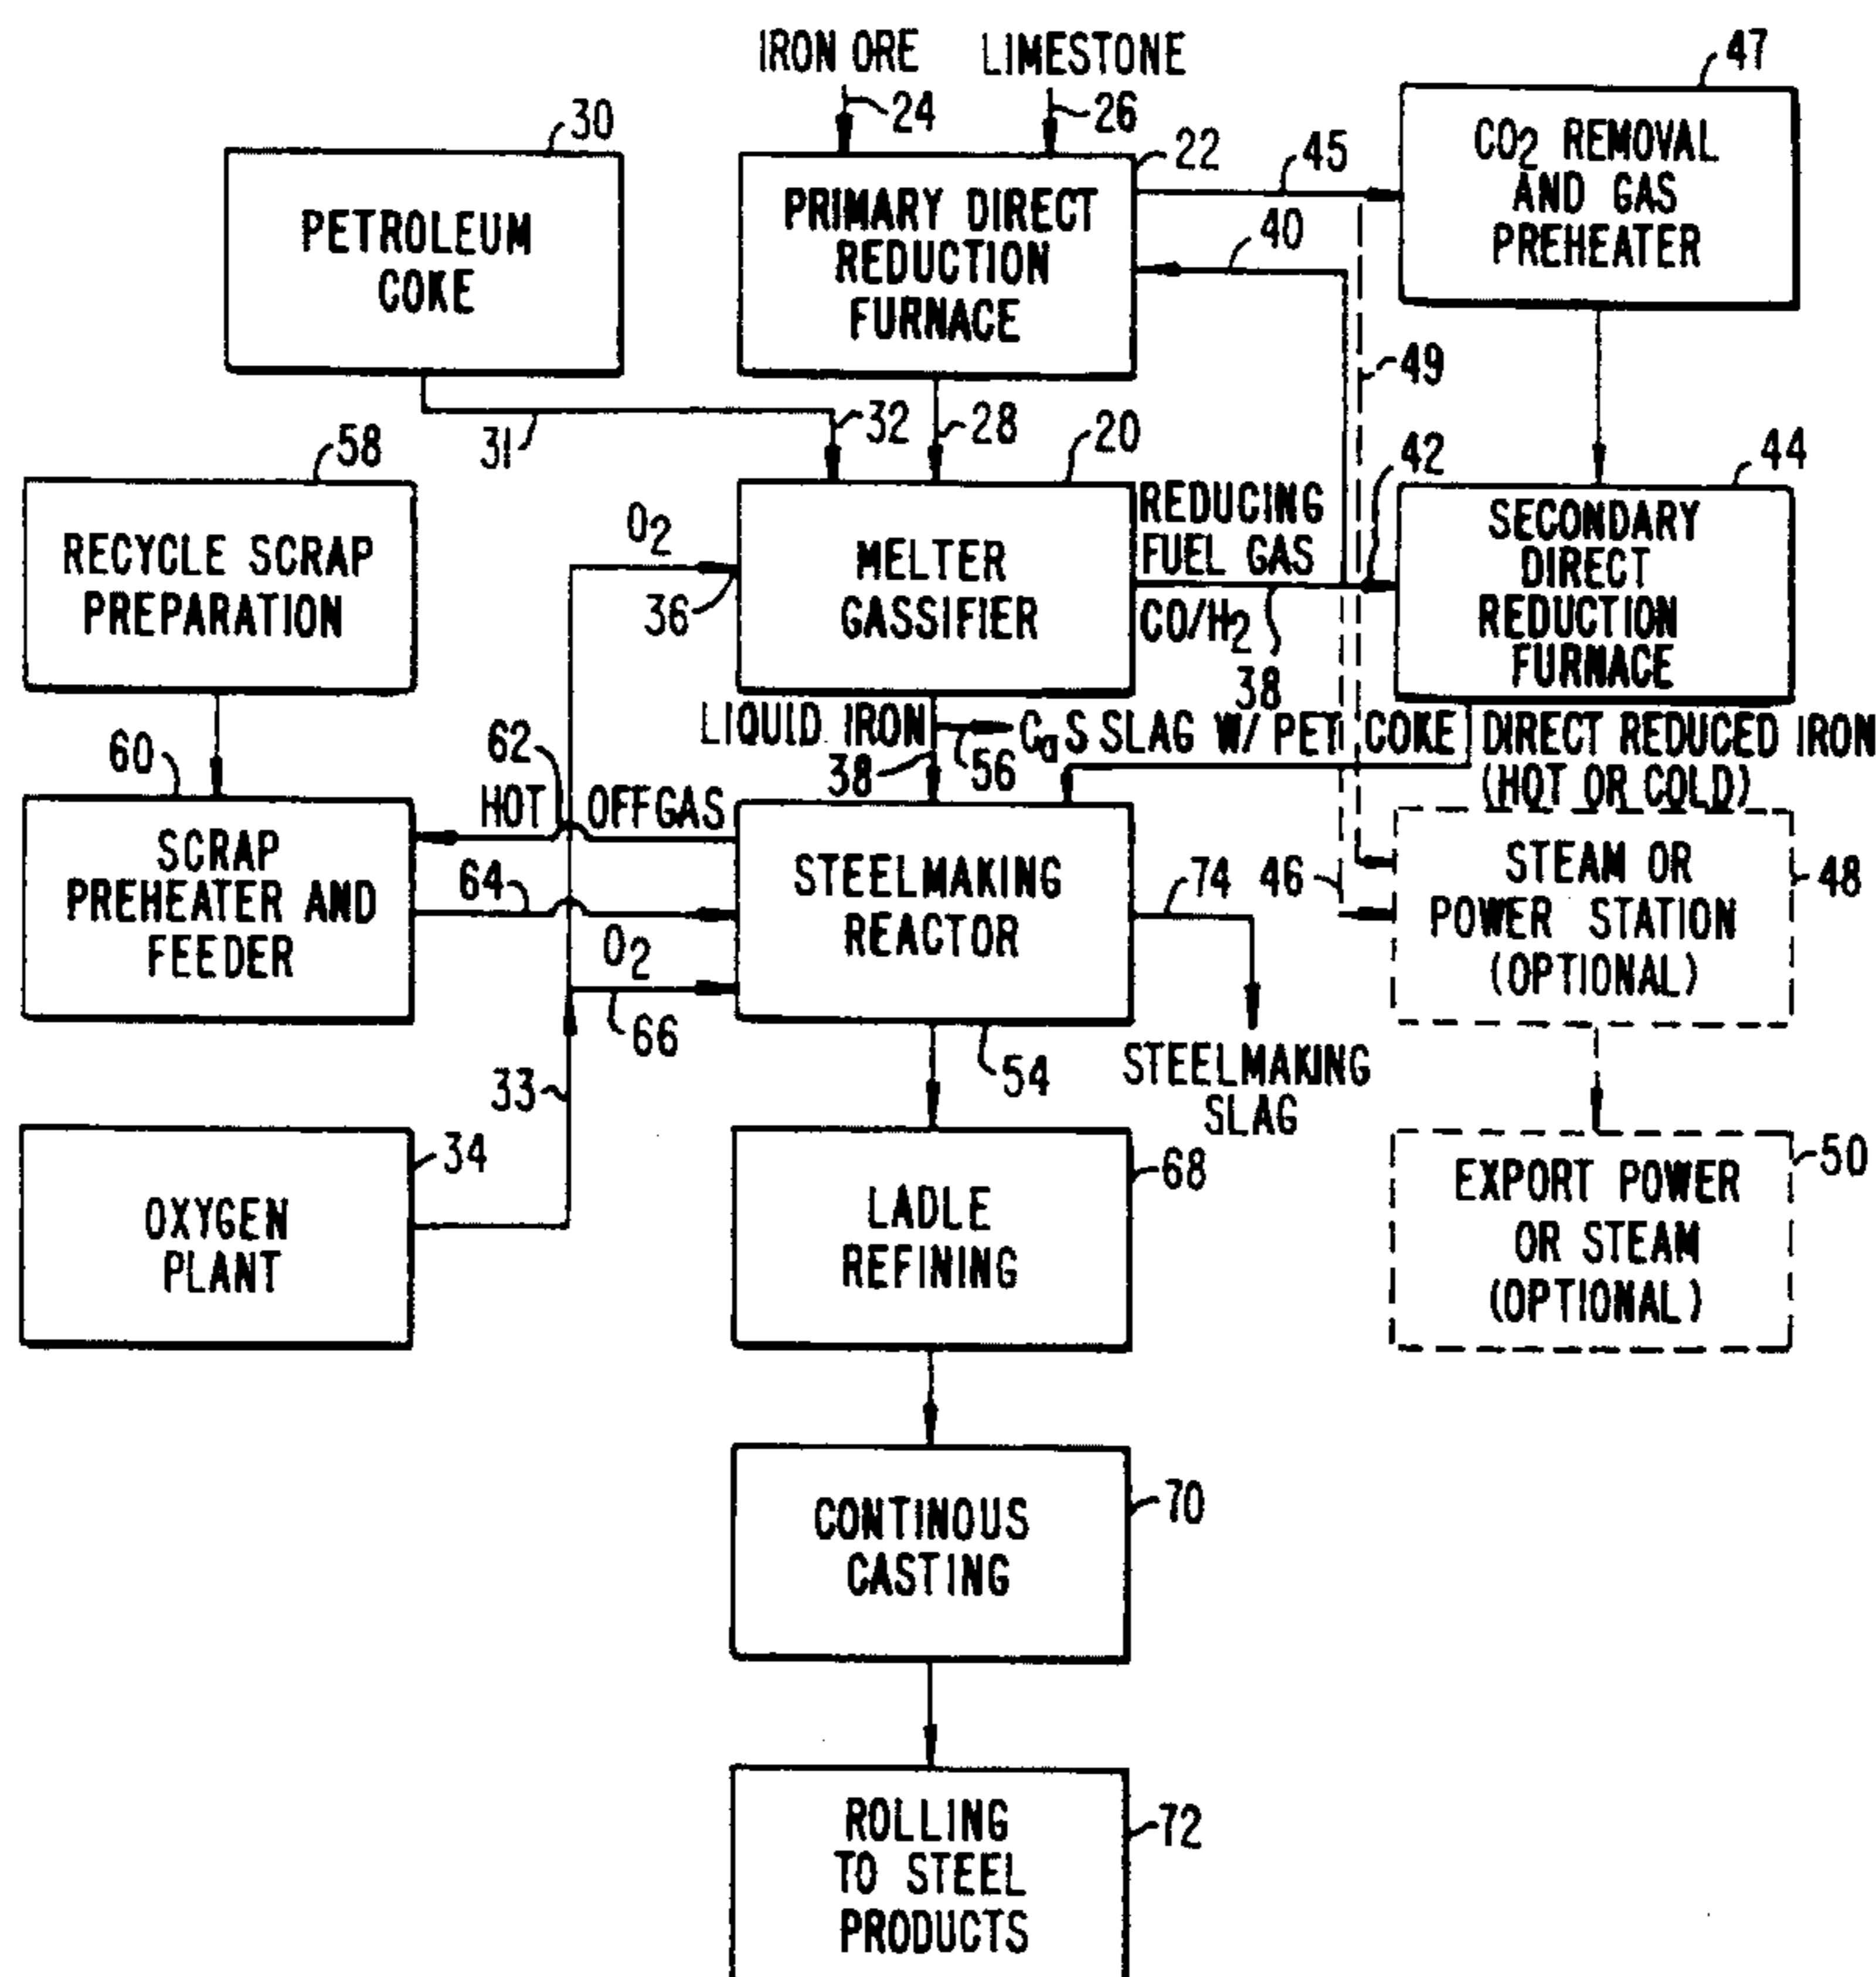 IRON ORE
LIMESTONE
24
26
47
CO2 REMOVAL
AND GAS
PREHEATER
30
PETROLEUM
COKE
22
PRIMARY DIRECT
REDUCTION
FURNACE
45
40
49
31
32
28
58
RECYCLE SCRAP
PREPARATION
O2
36
20
MELTER
GASSIFIER
REDUCING
FUEL GAS
CO/H2
38
42
44
SECONDARY
DIRECT
REDUCTION
FURNACE
LIQUID IRON
38
56
CaS SLAG W/ PET COKE
DIRECT REDUCED IRON
(HOT OR COLD)
60
SCRAP
PREHEATER AND
FEEDER
62
HOT OFFGAS
64
O2
66
STEELMAKING
REACTOR
54
74
46
STEELMAKING
SLAG
STEAM OR
POWER STATION
(OPTIONAL)
48
33
34
OXYGEN
PLANT
68
LADLE
REFINING
50
EXPORT POWER
OR STEAM
(OPTIONAL)
CONTINOUS
CASTING
70
ROLLING
TO STEEL
PRODUCTS
72